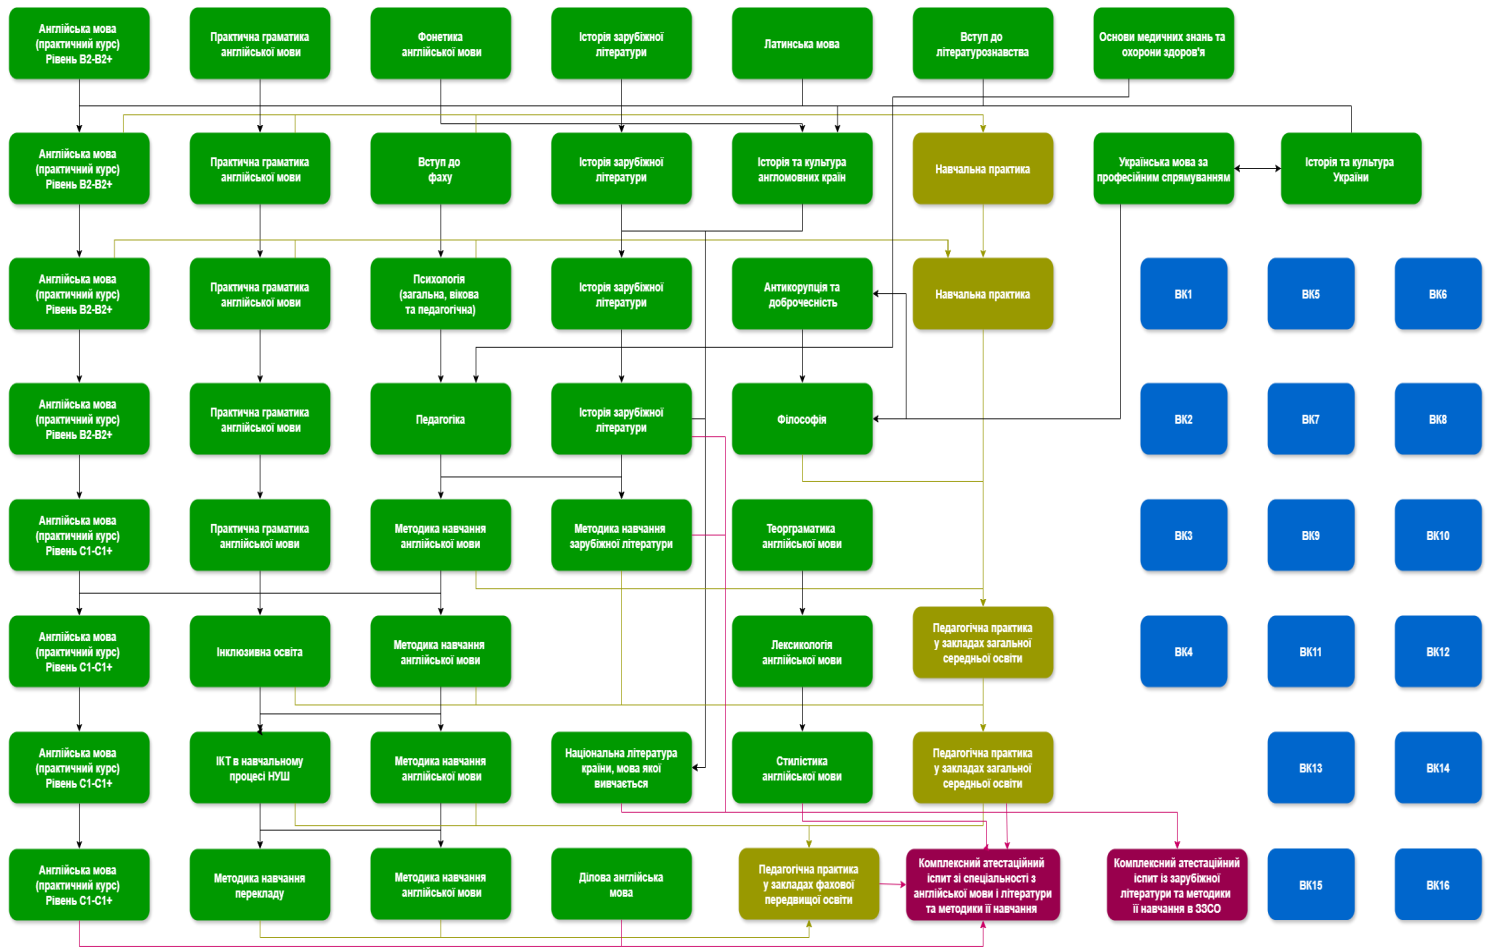 Англійська мова
(практичний курс)
Рівень В2-В2+
Практична граматика
англійської мови
Фонетика
англійської мови
Історія зарубіжної
літератури
Латинська мова
Вступ до
літературознавства
Основи медичних знань та
охорони здоров'я
Англійська мова
(практичний курс)
Рівень В2-В2+
Практична граматика
англійської мови
Вступ до
фаху
Історія зарубіжної
літератури
Історія та культура
англомовних країн
Навчальна практика
Українська мова за
професійним спрямуванням
Історія та культура
України
Англійська мова
(практичний курс)
Рівень В2-В2+
Практична граматика
англійської мови
Психологія
(загальна, вікова
та педагогічна)
Історія зарубіжної
літератури
Антикорупція та
доброчесність
Навчальна практика
ВК1
ВК5
ВК6
Англійська мова
(практичний курс)
Рівень В2-В2+
Практична граматика
англійської мови
Педагогіка
Історія зарубіжної
літератури
Філософія
ВК2
ВК7
ВК8
Англійська мова
(практичний курс)
Рівень С1-С1+
Практична граматика
англійської мови
Методика навчання
англійської мови
Методика навчання
зарубіжної літератури
Теорграматика
англійської мови
ВК3
ВК9
ВК10
Англійська мова
(практичний курс)
Рівень С1-С1+
Інклюзивна освіта
Методика навчання
англійської мови
Лексикологія
англійської мови
Педагогічна практика
у закладах загальної
середньої освіти
ВК4
ВК11
ВК12
Англійська мова
(практичний курс)
Рівень С1-С1+
ІКТ в навчальному
процесі НУШ
Методика навчання
англійської мови
Національна література
країни, мова якої
вивчається
Стилістика
англійської мови
Педагогічна практика
у закладах загальної
середньої освіти
ВК13
ВК14
Англійська мова
(практичний курс)
Рівень С1-С1+
Методика навчання
перекладу
Методика навчання
англійської мови
Ділова англійська
мова
Педагогічна практика
у закладах фахової
передвищої освіти
Комплексний атестаційний
іспит зі спеціальності з
англійської мови і літератури
та методики її навчання
Комплексний атестаційний
іспит із зарубіжної
літератури та методики
її навчання в ЗЗСО
ВК15
ВК16